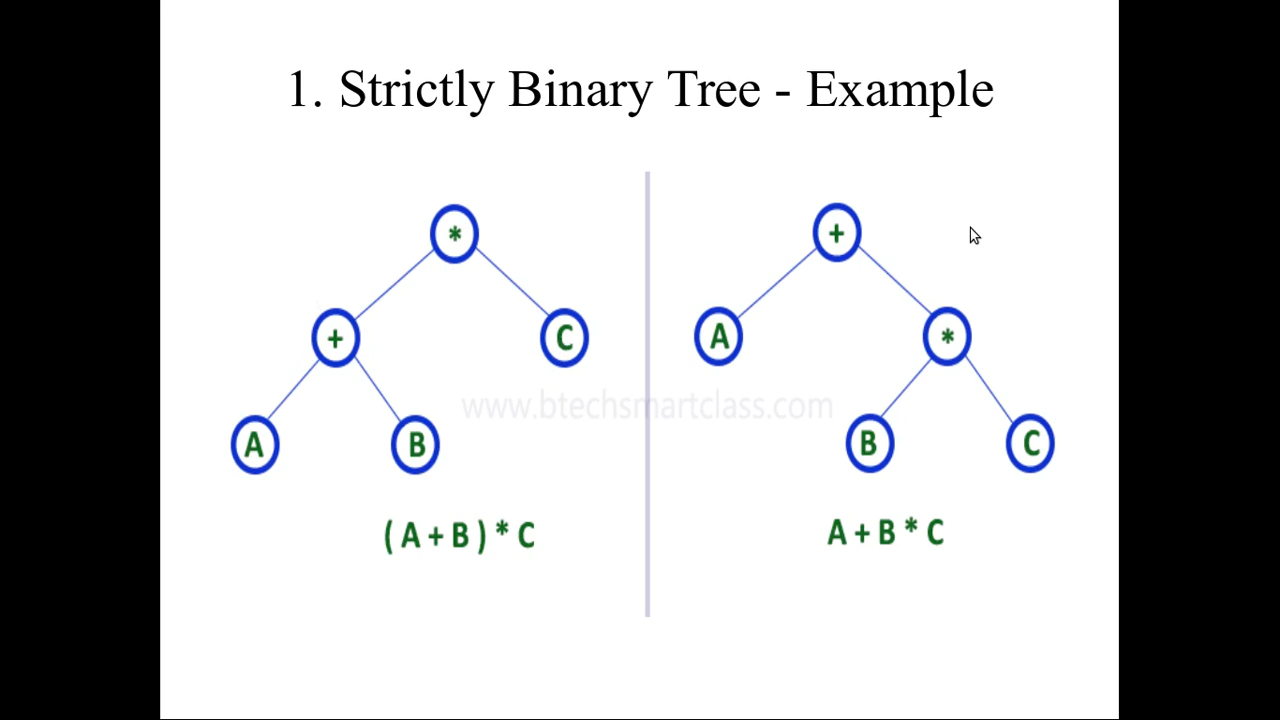 1. Strictly Binary Tree - Example
*
+
C
A
B
( A + B ) * C
+
A
*
B
C
A + B * C
www.btechsmartclass.com